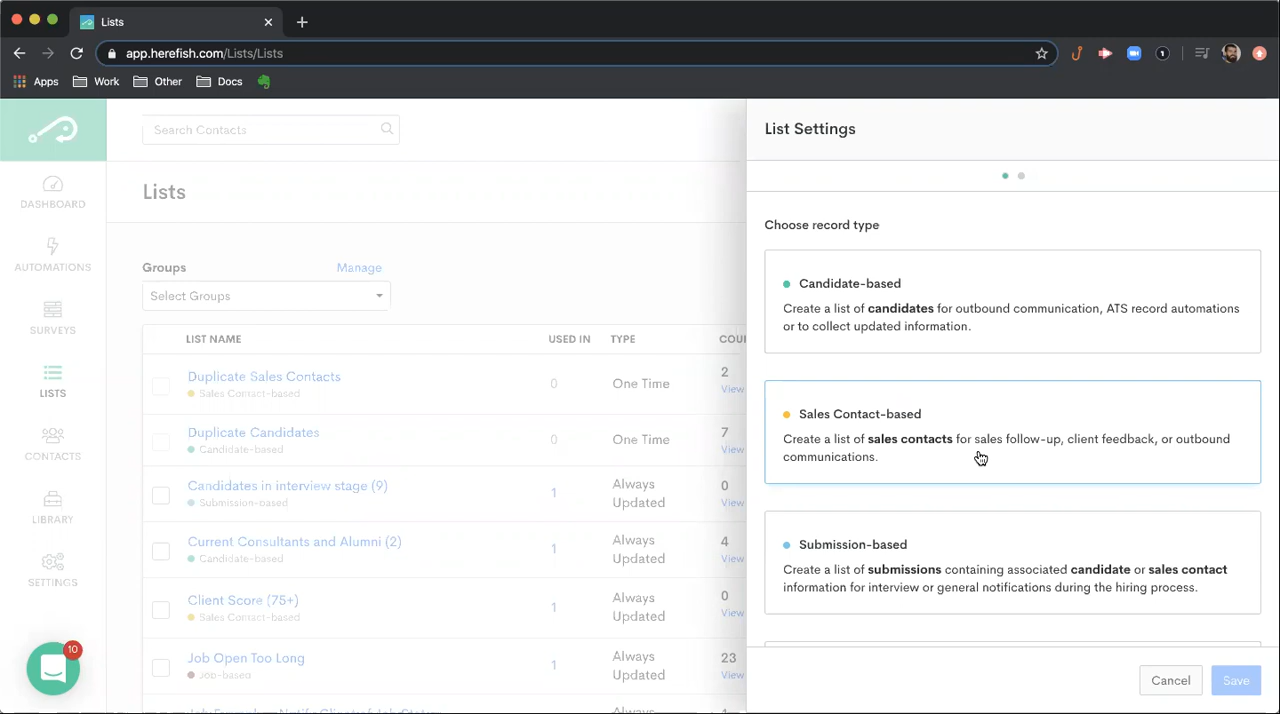 Lists
app.herefish.com/Lists/Lists
Apps
Work
Other
Docs
Search Contacts
List Settings
DASHBOARD
Lists
AUTOMATIONS
Choose record type
Groups
Manage
Select Groups
Candidate-based
Create a list of candidates for outbound communication, ATS record automations
or to collect updated information.
SURVEYS
LIST NAME
USED IN
TYPE
COU
Duplicate Sales Contacts
Sales Contact-based
0
One Time
2
View
LISTS
Sales Contact-based
Create a list of sales contacts for sales follow-up, client feedback, or outbound
communications.
Duplicate Candidates
Candidate-based
0
One Time
7
View
CONTACTS
Candidates in interview stage (9)
Submission-based
1
Always
Updated
0
View
LIBRARY
Submission-based
Create a list of submissions containing associated candidate or sales contact
information for interview or general notifications during the hiring process.
Current Consultants and Alumni (2)
Candidate-based
1
Always
Updated
4
View
SETTINGS
Client Score (75+)
Sales Contact-based
1
Always
Updated
0
View
10
Job Open Too Long
Job-based
1
Always
Updated
23
View
Cancel
Save